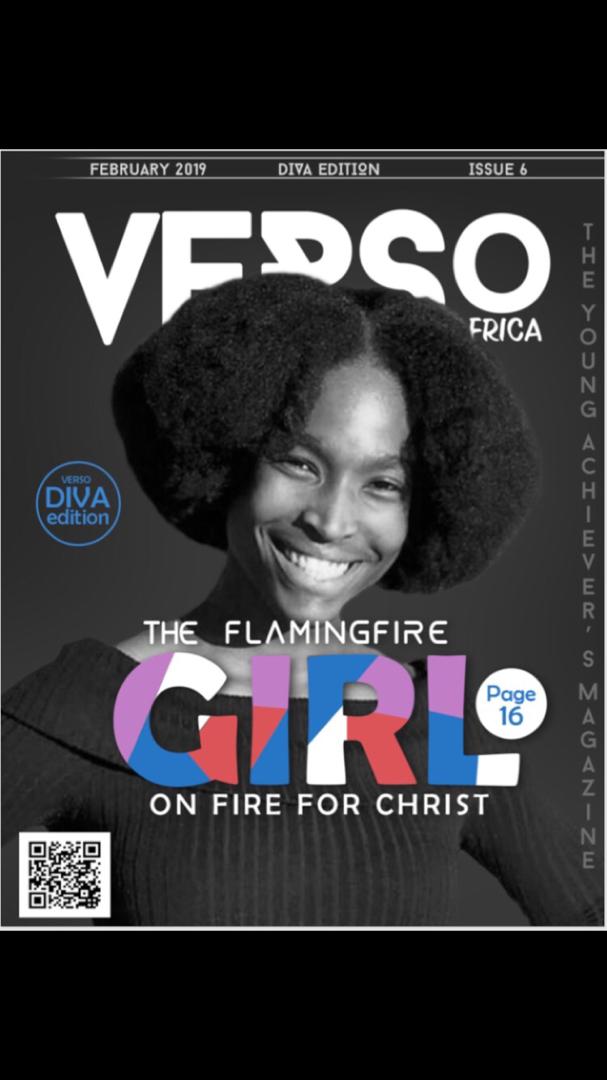 FEBRUARY 2019 DIVA EDITION ISSUE 6
VERSO
FRICA
THE YOUNG ACHIEVER'S MAGAZINE
VERSO
DIVA
edition
THE FLAMINGFIRE
GIRL
Page
16
ON FIRE FOR CHRIST